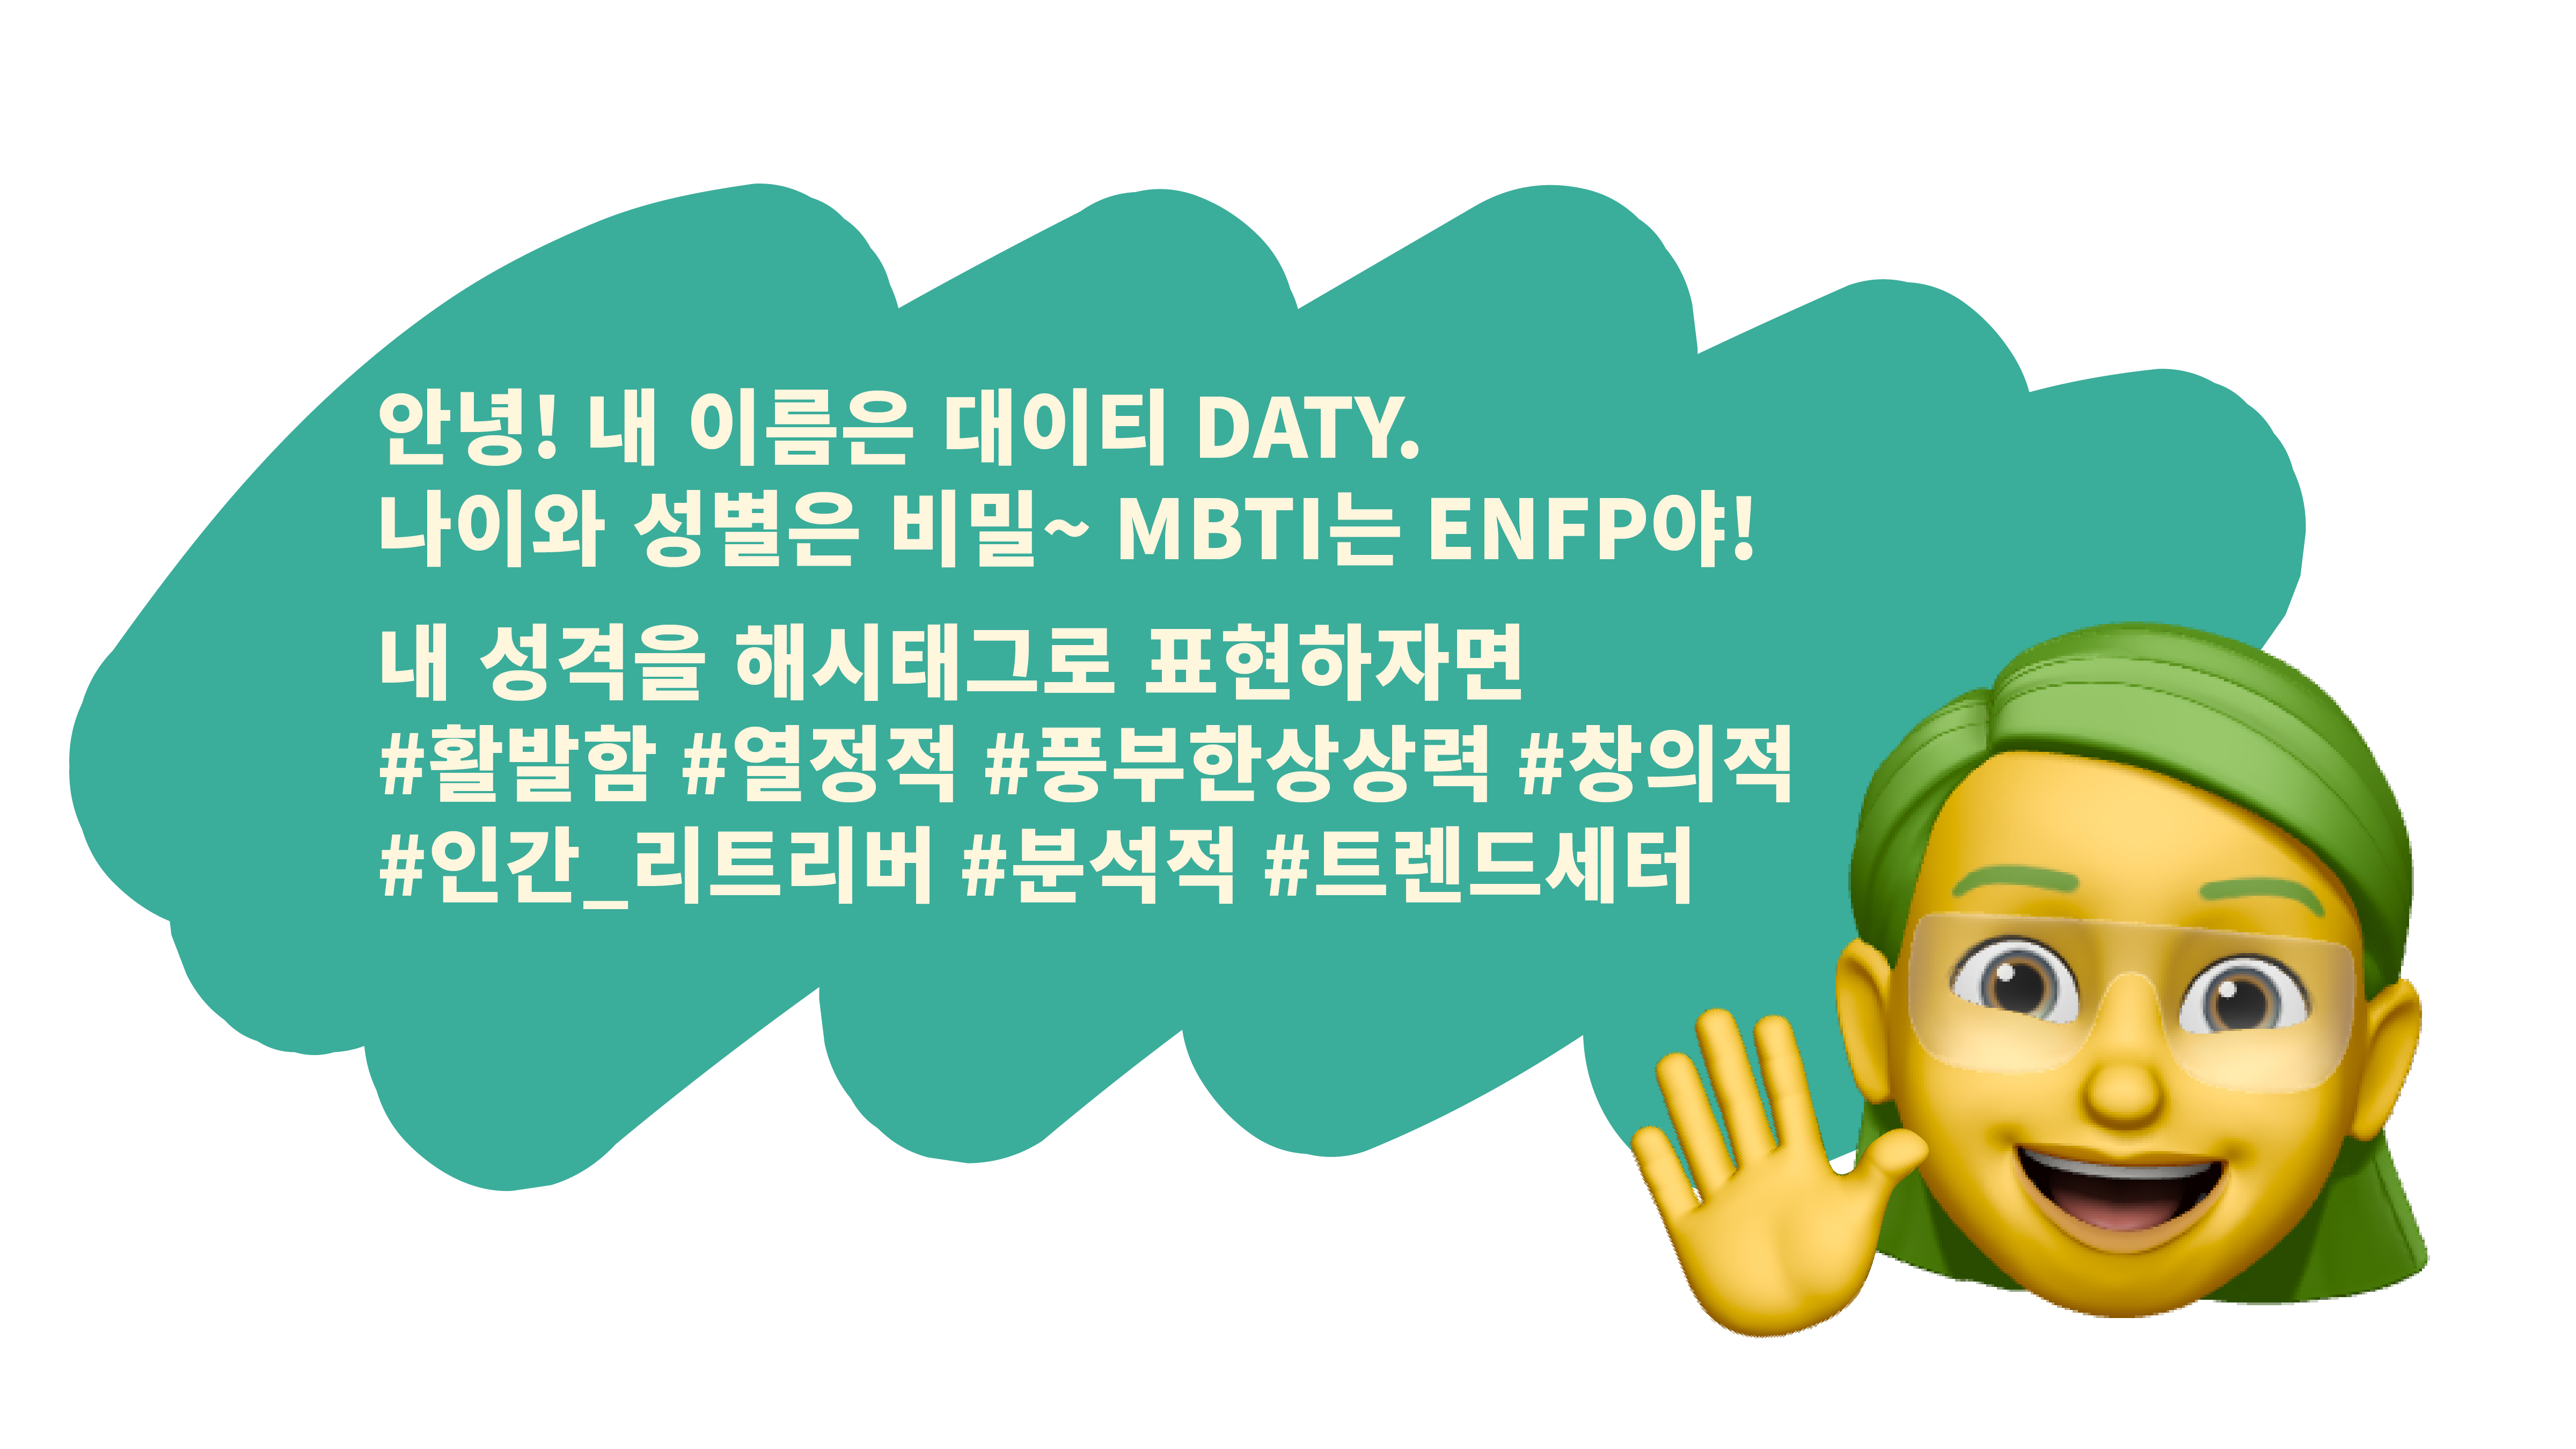 안녕! 내 이름은 대이티 DATY.
나이와 성별은 비밀~ MBTI는 ENFP야!
내 성격을 해시태그로 표현하자면
#활발함 #열정적 #풍부한상상력 #창의적
#인간_리트리버 #분석적 #트렌드세터